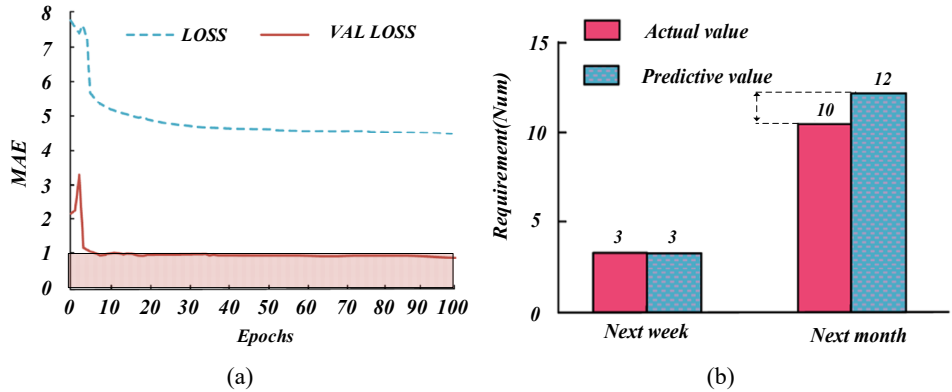 (a)
8
7
6
5
4
3
2
1
0
MAE
LOSS
VAL LOSS
0 10 20 30 40 50 60 70 80 90 100
Epochs
(b)
15
10
5
0
Requirement(Num)
Actual value
Predictive value
3 3
10 12
Next week Next month
(a) (b)